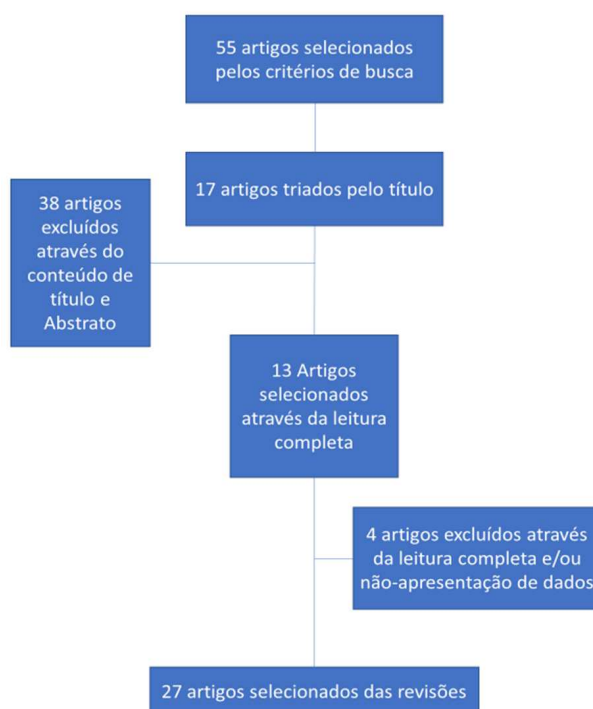 55 artigos selecionados
pelos critérios de busca
17 artigos triados pelo título
38 artigos
excluídos
através do
conteúdo de
título e
Abstrato
13 Artigos
selecionados
através da leitura
completa
4 artigos excluídos através
da leitura completa e/ou
não-apresentação de dados
27 artigos selecionados das revisões